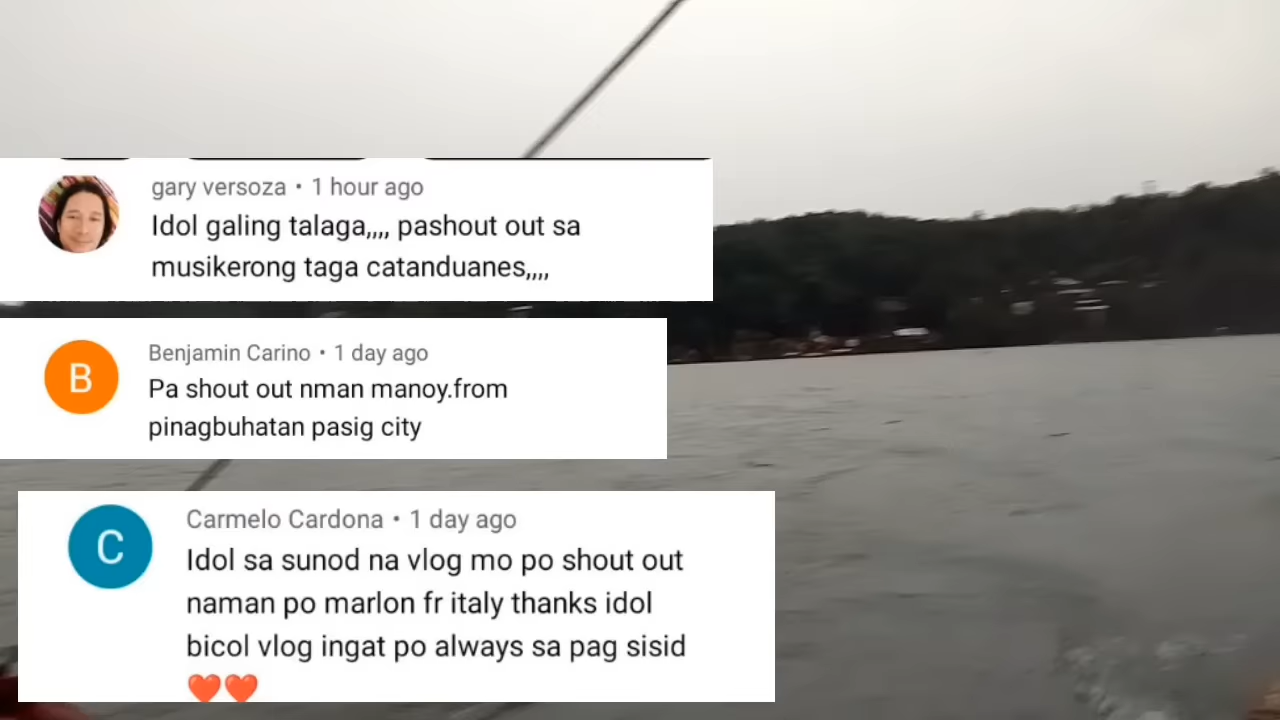 gary versoza • 1 hour ago
Idol galing talaga,,,, pashout out sa
musikerong taga catanduanes,,,,
B
Benjamin Carino • 1 day ago
Pa shout out nman manoy.from
pinagbuhatan pasig city
C
Carmelo Cardona • 1 day ago
Idol sa sunod na vlog mo po shout out
naman po marlon fr italy thanks idol
bicol vlog ingat po always sa pag sisid
❤️❤️